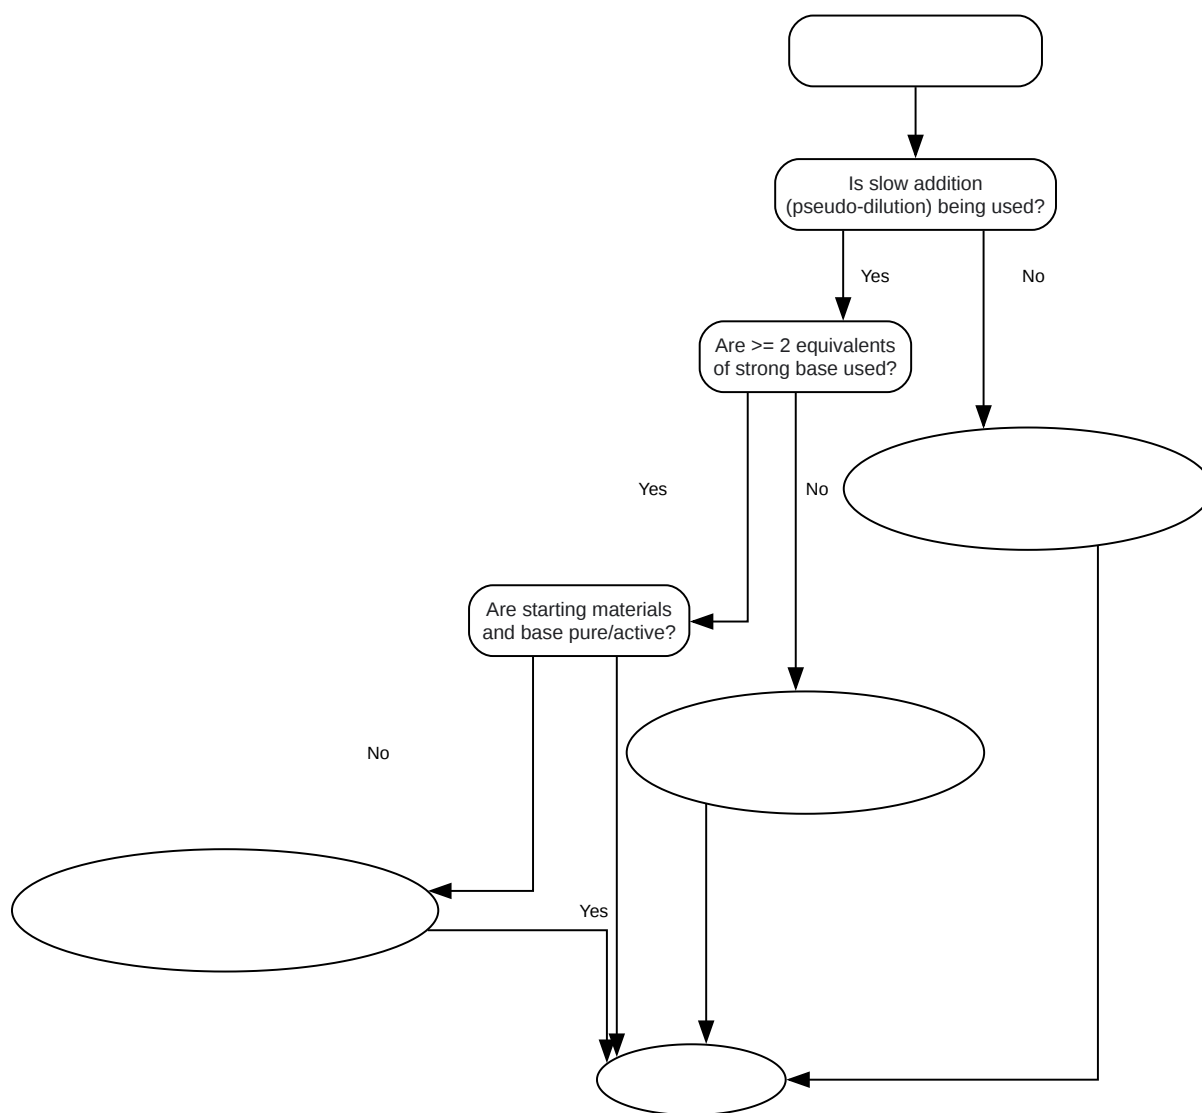 Is slow addition
(pseudo-dilution) being used?
Yes
No
Are >= 2 equivalents
of strong base used?
Yes
No
Are starting materials
and base pure/active?
No
Yes